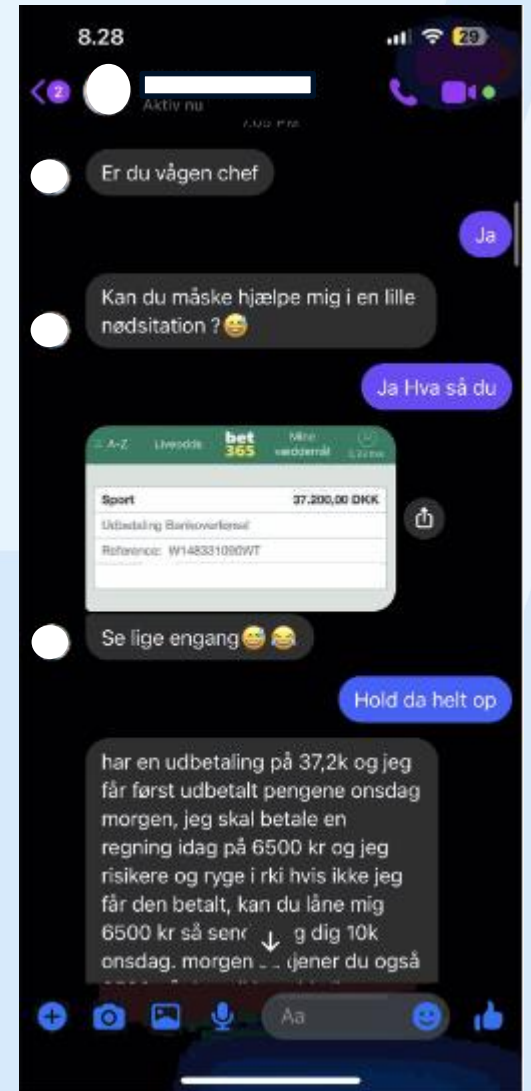 8.28
29
2
Aktiv nu
Er du vågen chef
Ja
Kan du måske hjælpe mig i en lille
nødsitation ?😅
Ja Hva så du
A-Z Liveodds bet365 Mine væddemål
Sport 37.200,00 DKK
Udbetaling Bankoverførsel
Reference: W148331090WT
Se lige engang😅😂
Hold da helt op
har en udbetaling på 37,2k og jeg
får først udbetalt pengene onsdag
morgen, jeg skal betale en
regning idag på 6500 kr og jeg
risikere og ryge i rki hvis ikke jeg
får den betalt, kan du låne mig
6500 kr så g dig 10k
onsdag. morgen tjener du også
Aa